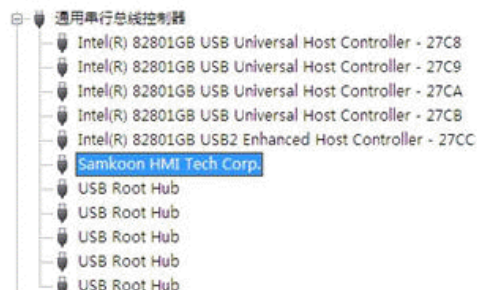 通用串行总线控制器
Intel(R) 82801GB USB Universal Host Controller - 27C8
Intel(R) 82801GB USB Universal Host Controller - 27C9
Intel(R) 82801GB USB Universal Host Controller - 27CA
Intel(R) 82801GB USB Universal Host Controller - 27CB
Intel(R) 82801GB USB2 Enhanced Host Controller - 27CC
Samkoon HMI Tech Corp.
USB Root Hub
USB Root Hub
USB Root Hub
USB Root Hub
USB Root Hub